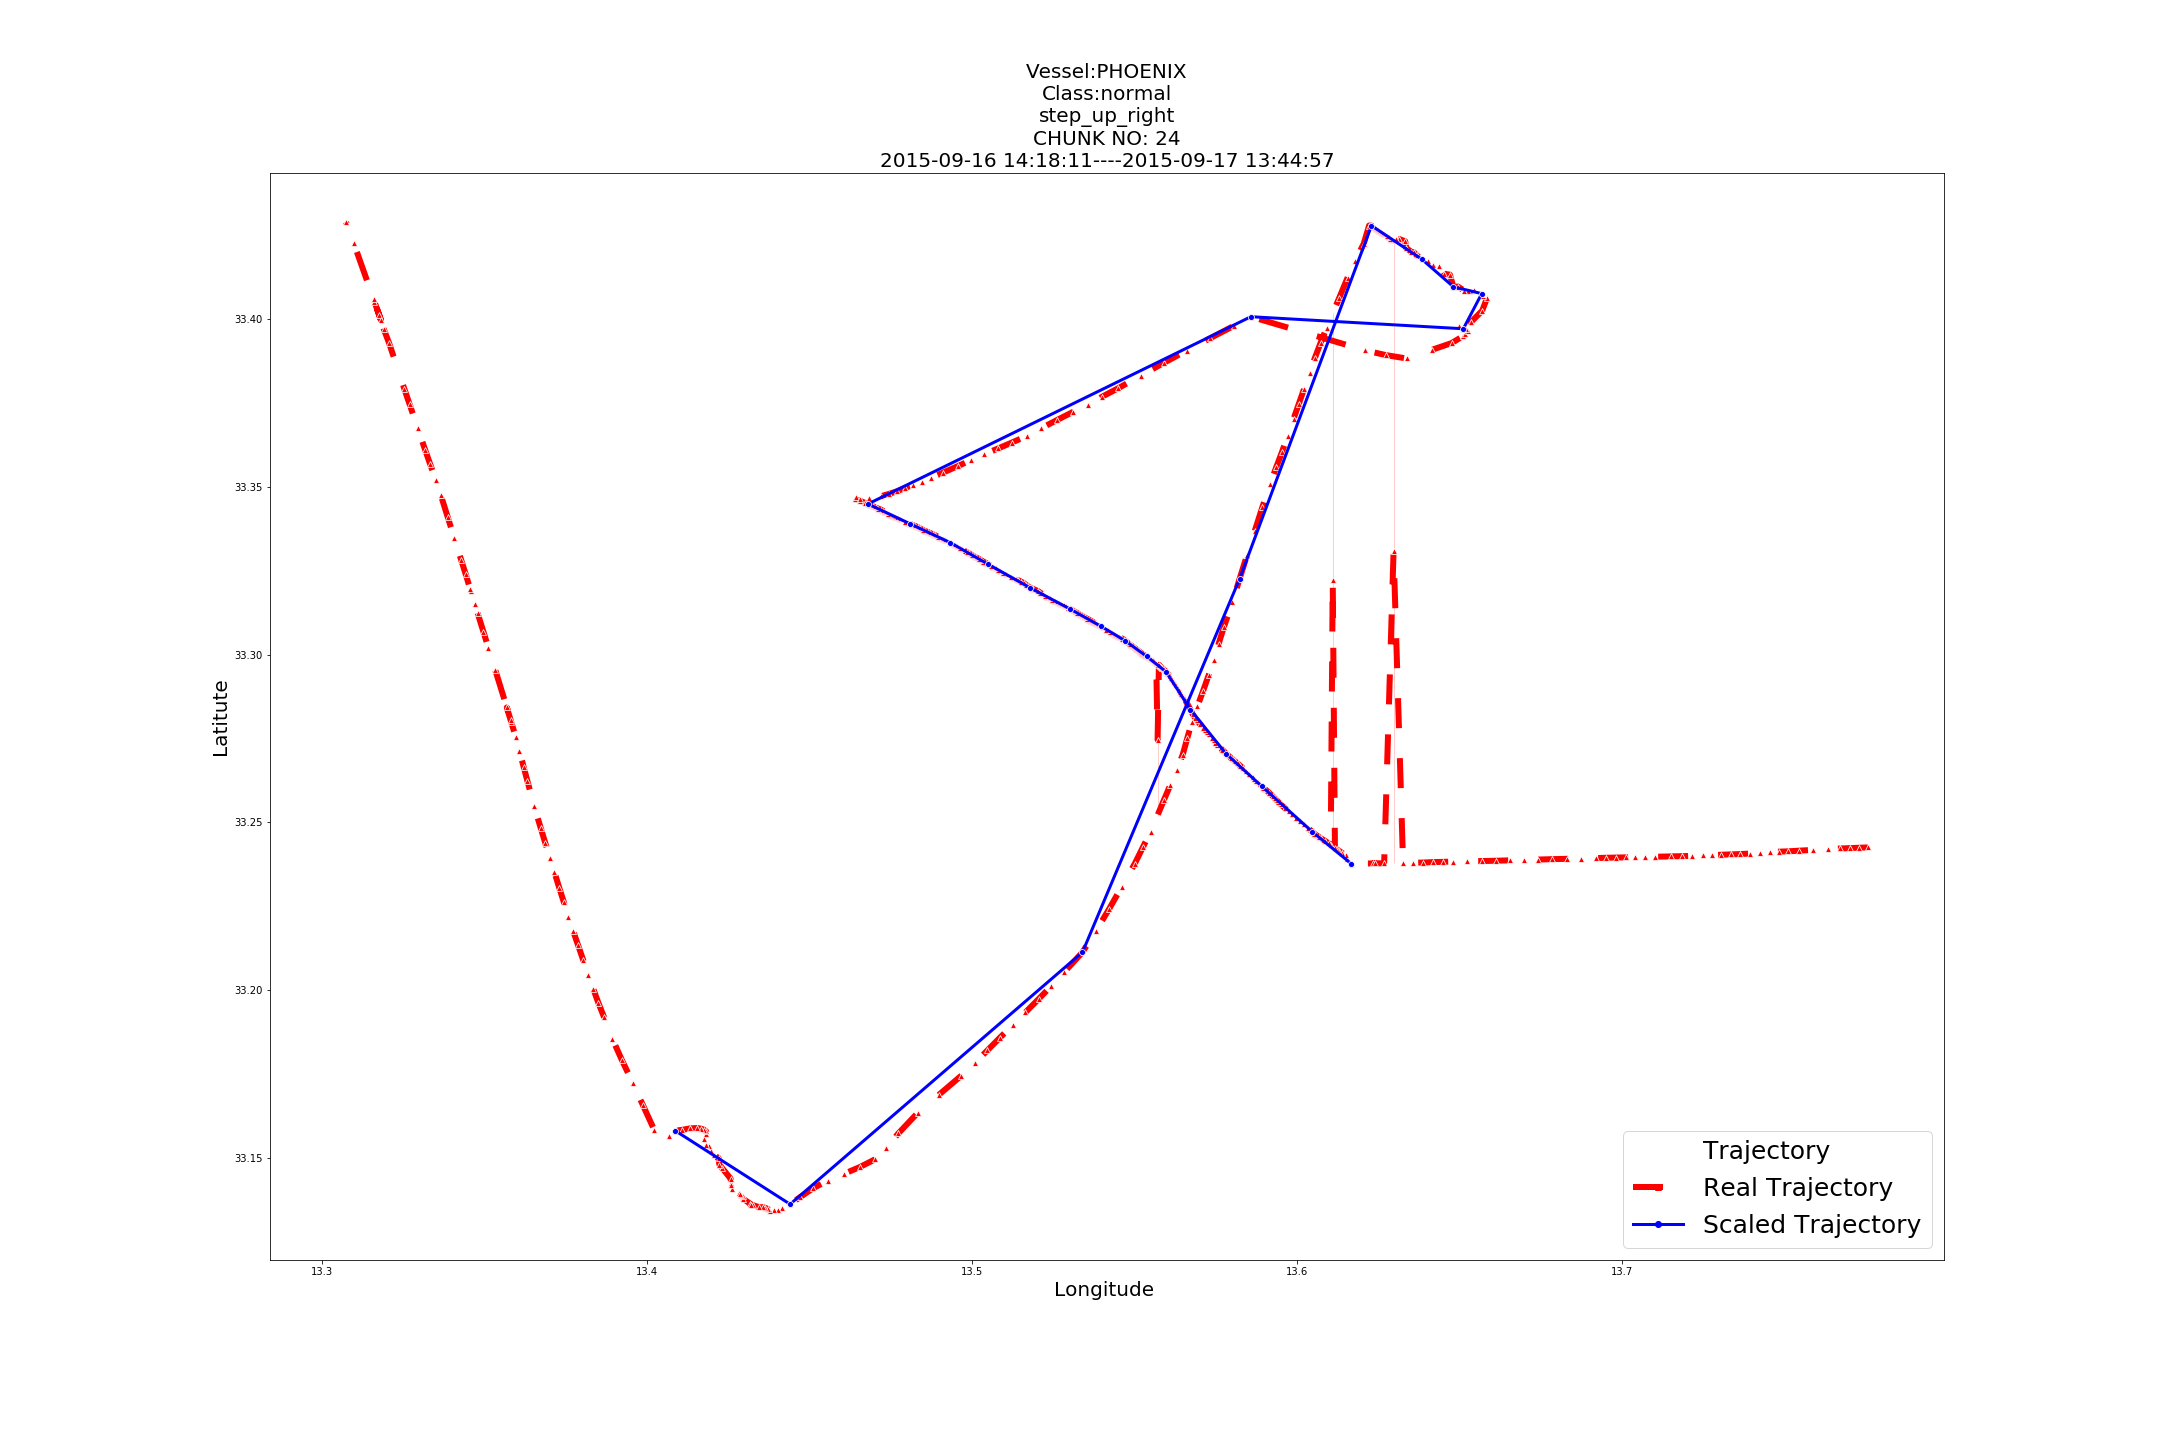 Vessel:PHOENIX
Class:normal
step_up_right
CHUNK NO: 24
2015-09-16 14:18:11----2015-09-17 13:44:57
33.40
33.35
33.30
33.25
33.20
33.15
Latitute
13.3
13.4
13.5
13.6
13.7
Longitude
Trajectory
Real Trajectory
Scaled Trajectory